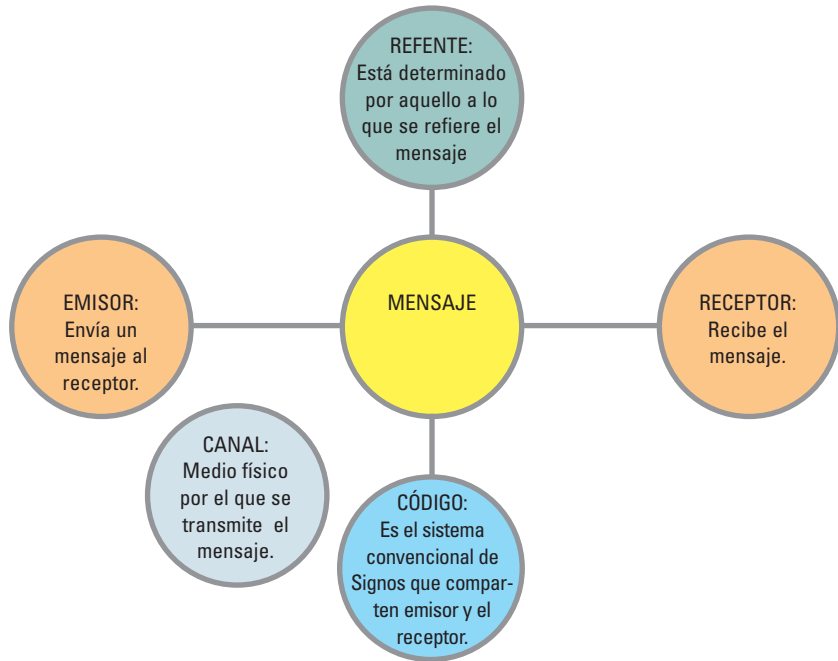 REFENTE:
Está determinado
por aquello a lo
que se refiere el
mensaje
EMISOR:
Envía un
mensaje al
receptor.
MENSAJE
RECEPTOR:
Recibe el
mensaje.
CANAL:
Medio físico
por el que se
transmite el
mensaje.
CÓDIGO:
Es el sistema
convencional de
Signos que compar-
ten emisor y el
receptor.